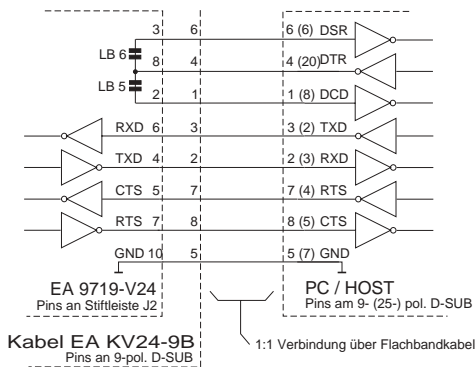 3 6 6 (6) DSR
LB 6
8 4 4 (20)DTR
LB 5
2 1 1 (8) DCD
RXD 6 3 3 (2) TXD
TXD 4 2 2 (3) RXD
CTS 5 7 7 (4) RTS
RTS 7 8 8 (5) CTS
GND 10 5 5 (7) GND
EA 9719-V24
Pins an Stiftleiste J2
PC / HOST
Pins am 9- (25-) pol. D-SUB
Kabel EA KV24-9B
Pins an 9-pol. D-SUB
1:1 Verbindung über Flachbandkabel